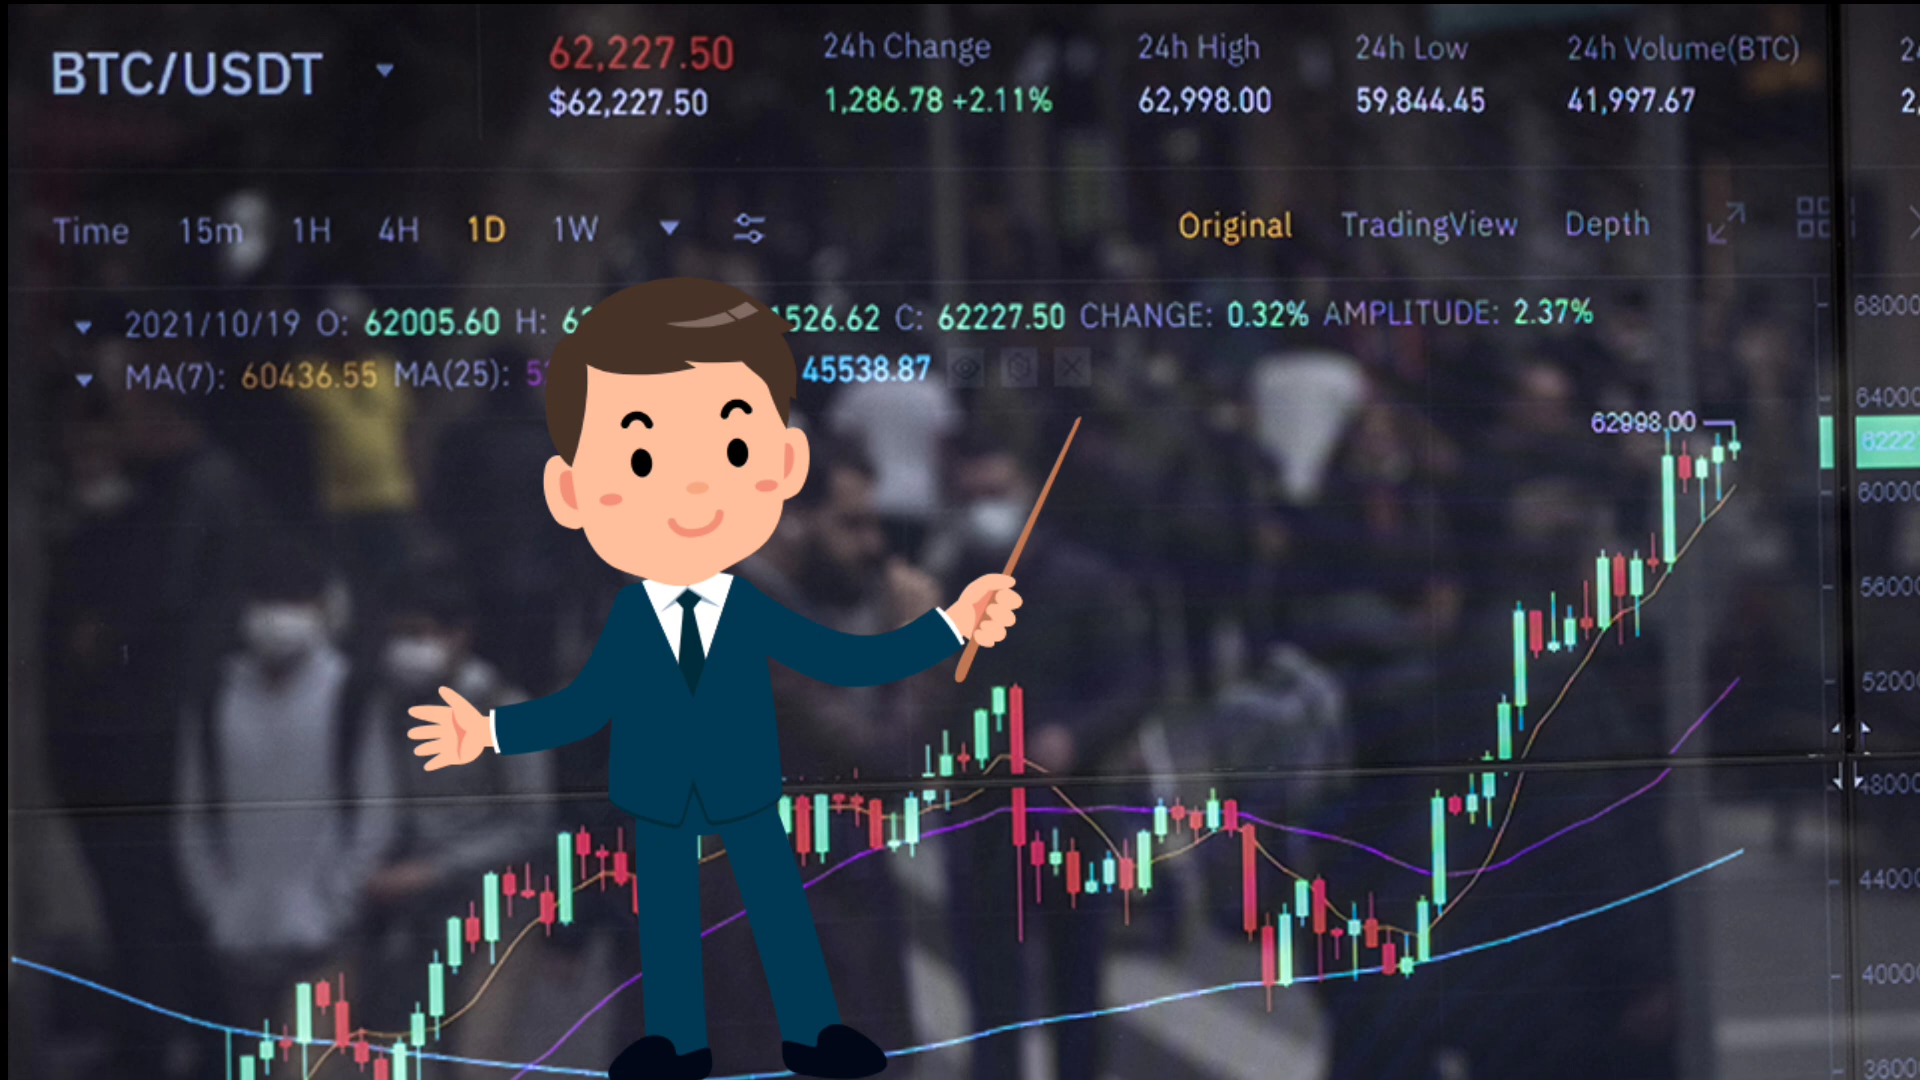 BTC/USDT
62,227.50
$62,227.50
24h Change
1,286.78 +2.11%
24h High
62,998.00
24h Low
59,844.45
24h Volume(BTC)
41,997.67
Time 15m 1H 4H 1D 1W
Original TradingView Depth
2021/10/19 O: 62005.60 H: 1526.62 C: 62227.50 CHANGE: 0.32% AMPLITUDE: 2.37%
MA(7): 60436.55 MA(25): 45538.87
68000
64000
62998.00
6222
60000
56000
52000
48000
44000
40000
3600